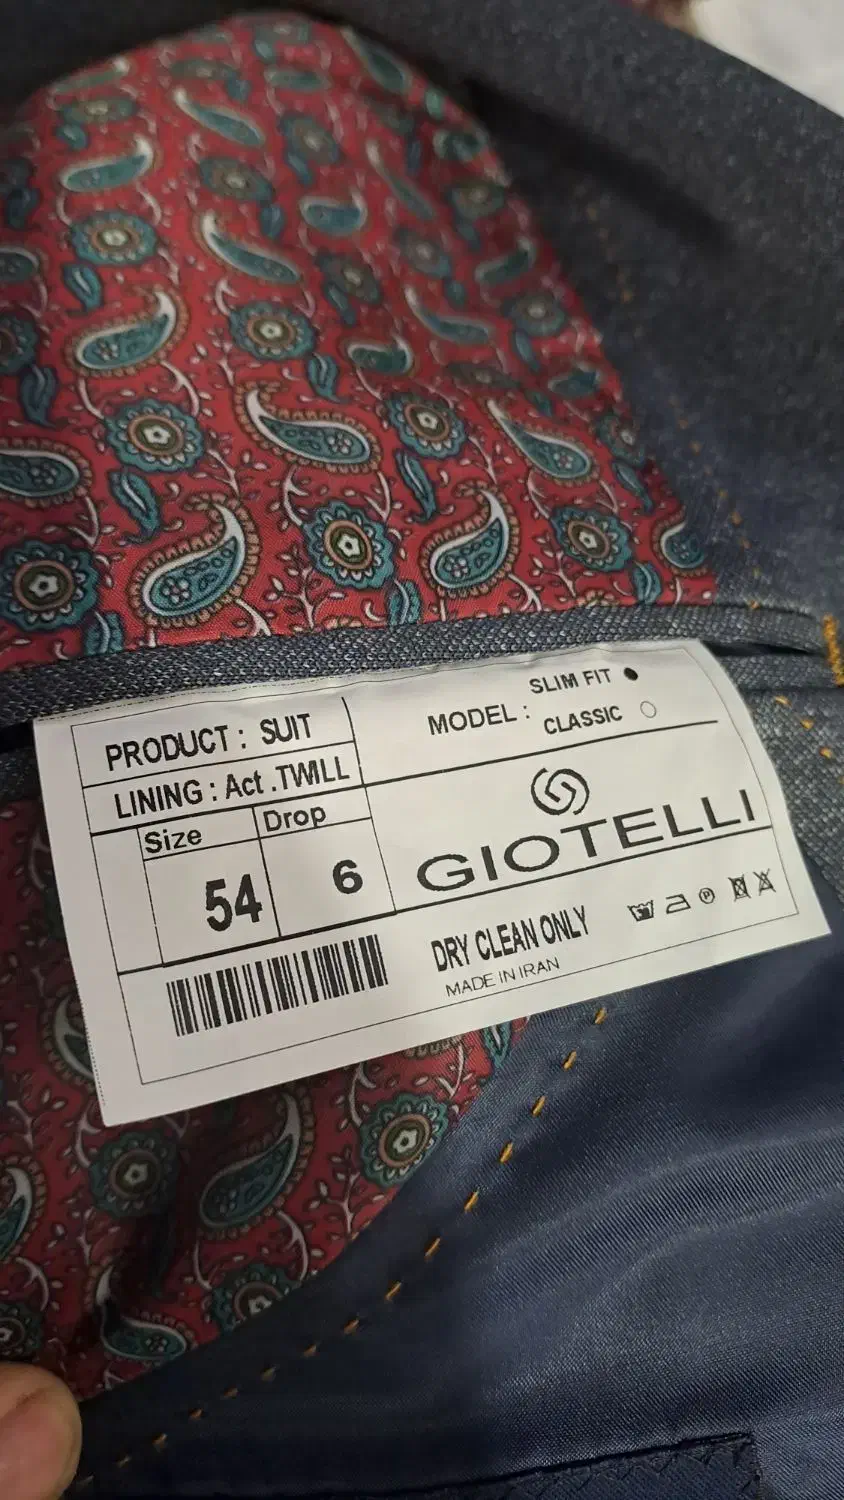 PRODUCT : SUIT
LINING : Act .TWILL
Size
Drop
54
6
MODEL :
SLIM FIT
CLASSIC
GIOTELLI
DRY CLEAN ONLY
P
MADE IN IRAN